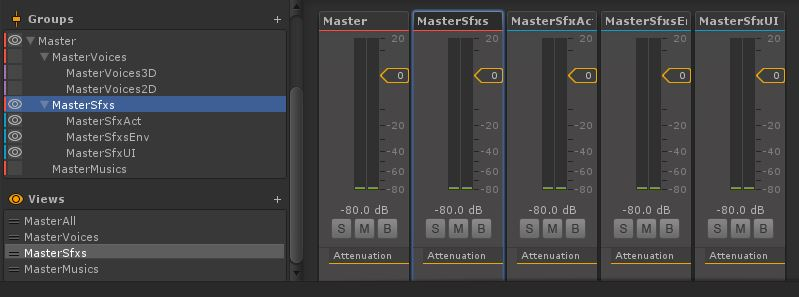 Groups +
Master
MasterVoices
MasterVoices3D
MasterVoices2D
MasterSfxs
MasterSfxAct
MasterSfxsEnv
MasterSfxUI
MasterMusics
Views +
MasterAll
MasterVoices
MasterSfxs
MasterMusics
Master MasterSfxs MasterSfxAc MasterSfxsEn MasterSfxUI
20 20 20 20 20
0 0 0 0 0
-20 -20 -20 -20 -20
-40 -40 -40 -40 -40
-60 -60 -60 -60 -60
-80 -80 -80 -80 -80
-80.0 dB -80.0 dB -80.0 dB -80.0 dB -80.0 dB
S M B S M B S M B S M B S M B
Attenuation Attenuation Attenuation Attenuation Attenuation